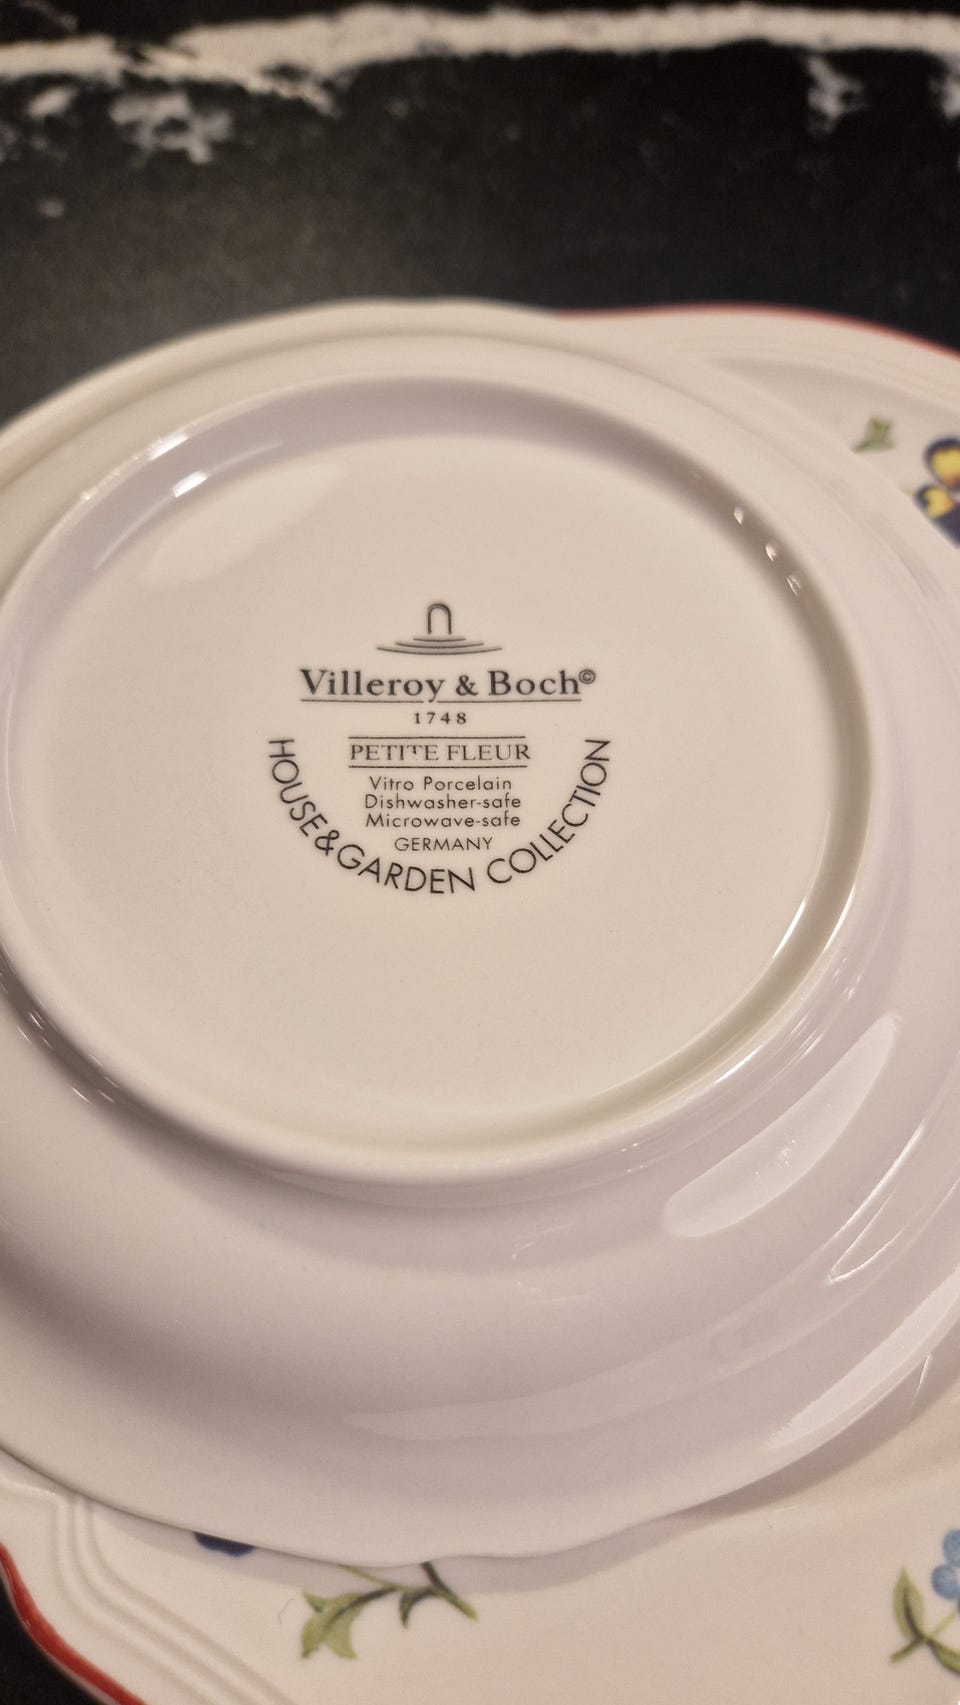 Villeroy & Boch©
1748
PETITE FLEUR
Vitro Porcelain
Dishwasher-safe
Microwave-safe
GERMANY
HOUSE&GARDEN COLLECTION